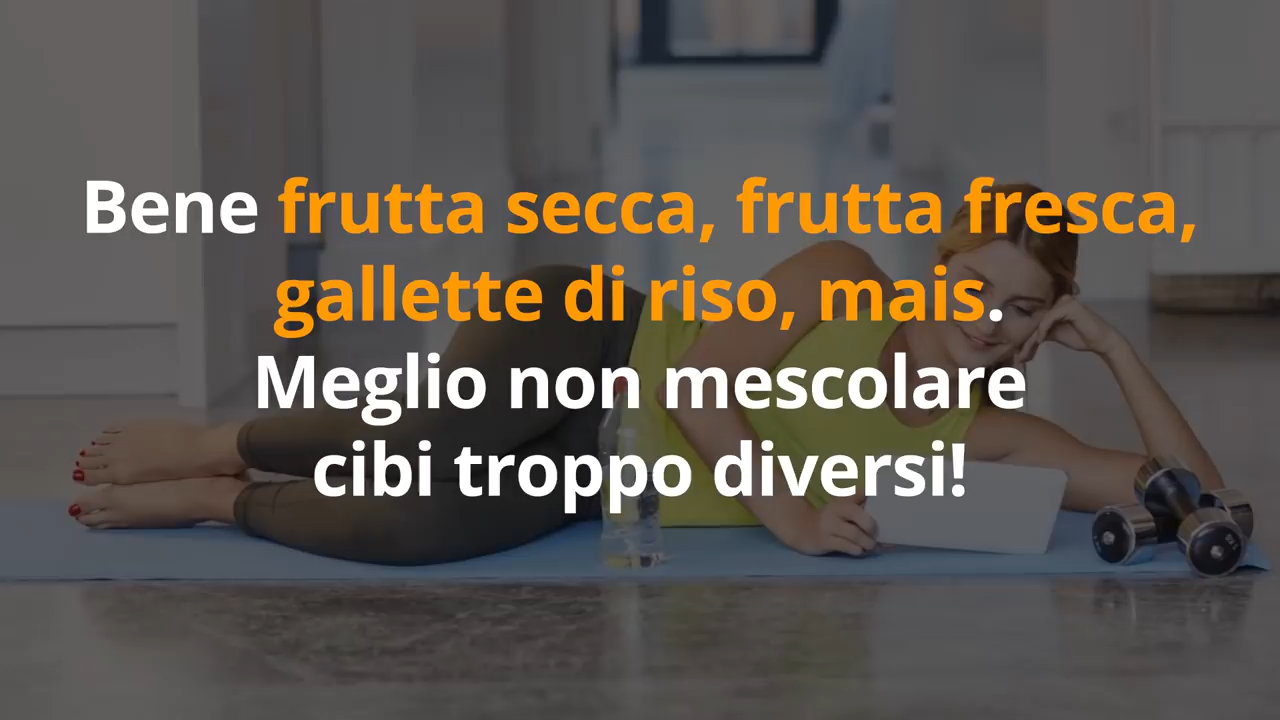 Bene frutta secca, frutta fresca,
gallette di riso, mais.
Meglio non mescolare
cibi troppo diversi!